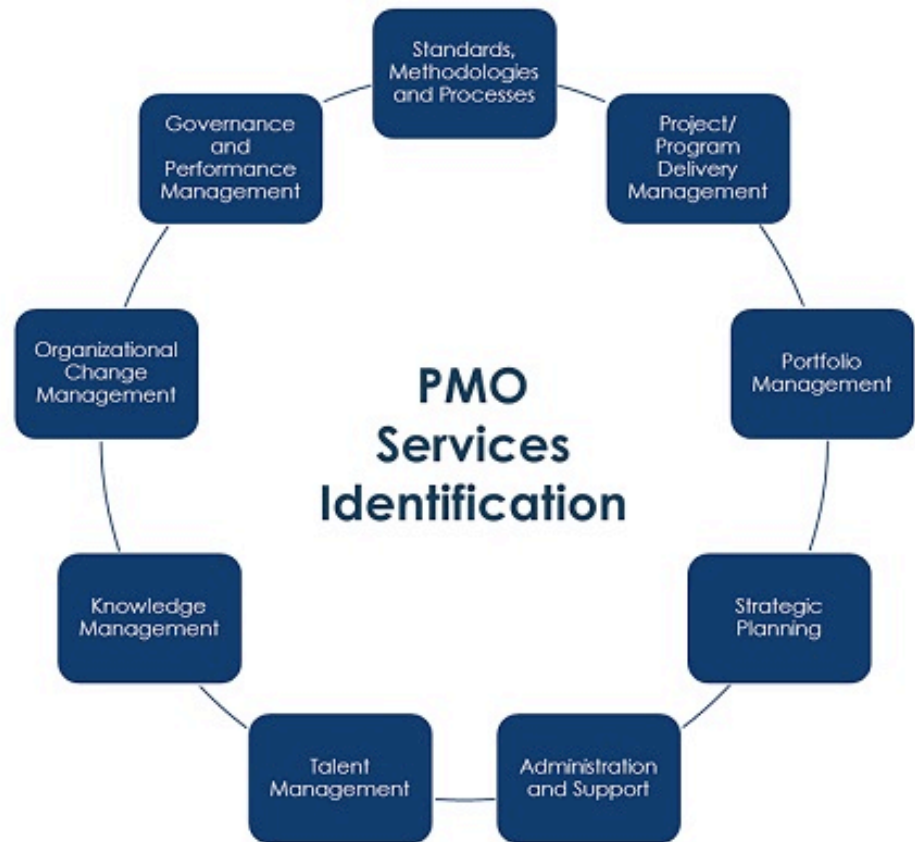 Standards,
Methodologies
and Processes
Project/
Program
Delivery
Management
Portfolio
Management
Strategic
Planning
Administration
and Support
Talent
Management
Knowledge
Management
Organizational
Change
Management
Governance
and
Performance
Management
PMO
Services
Identification